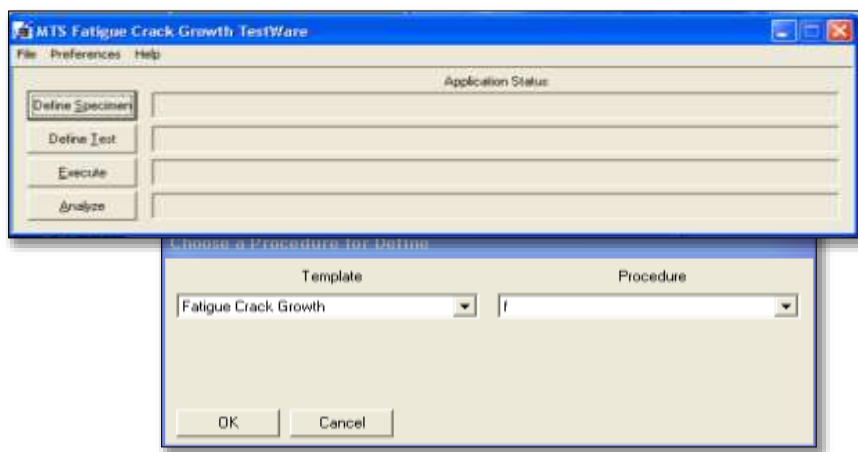 MTS Fatigue Crack Growth TestWare
File Preferences Help
Application Status
Define Specimen
Define Test
Execute
Analyze
Choose a Procedure for Define
Template Procedure
Fatigue Crack Growth f
OK Cancel